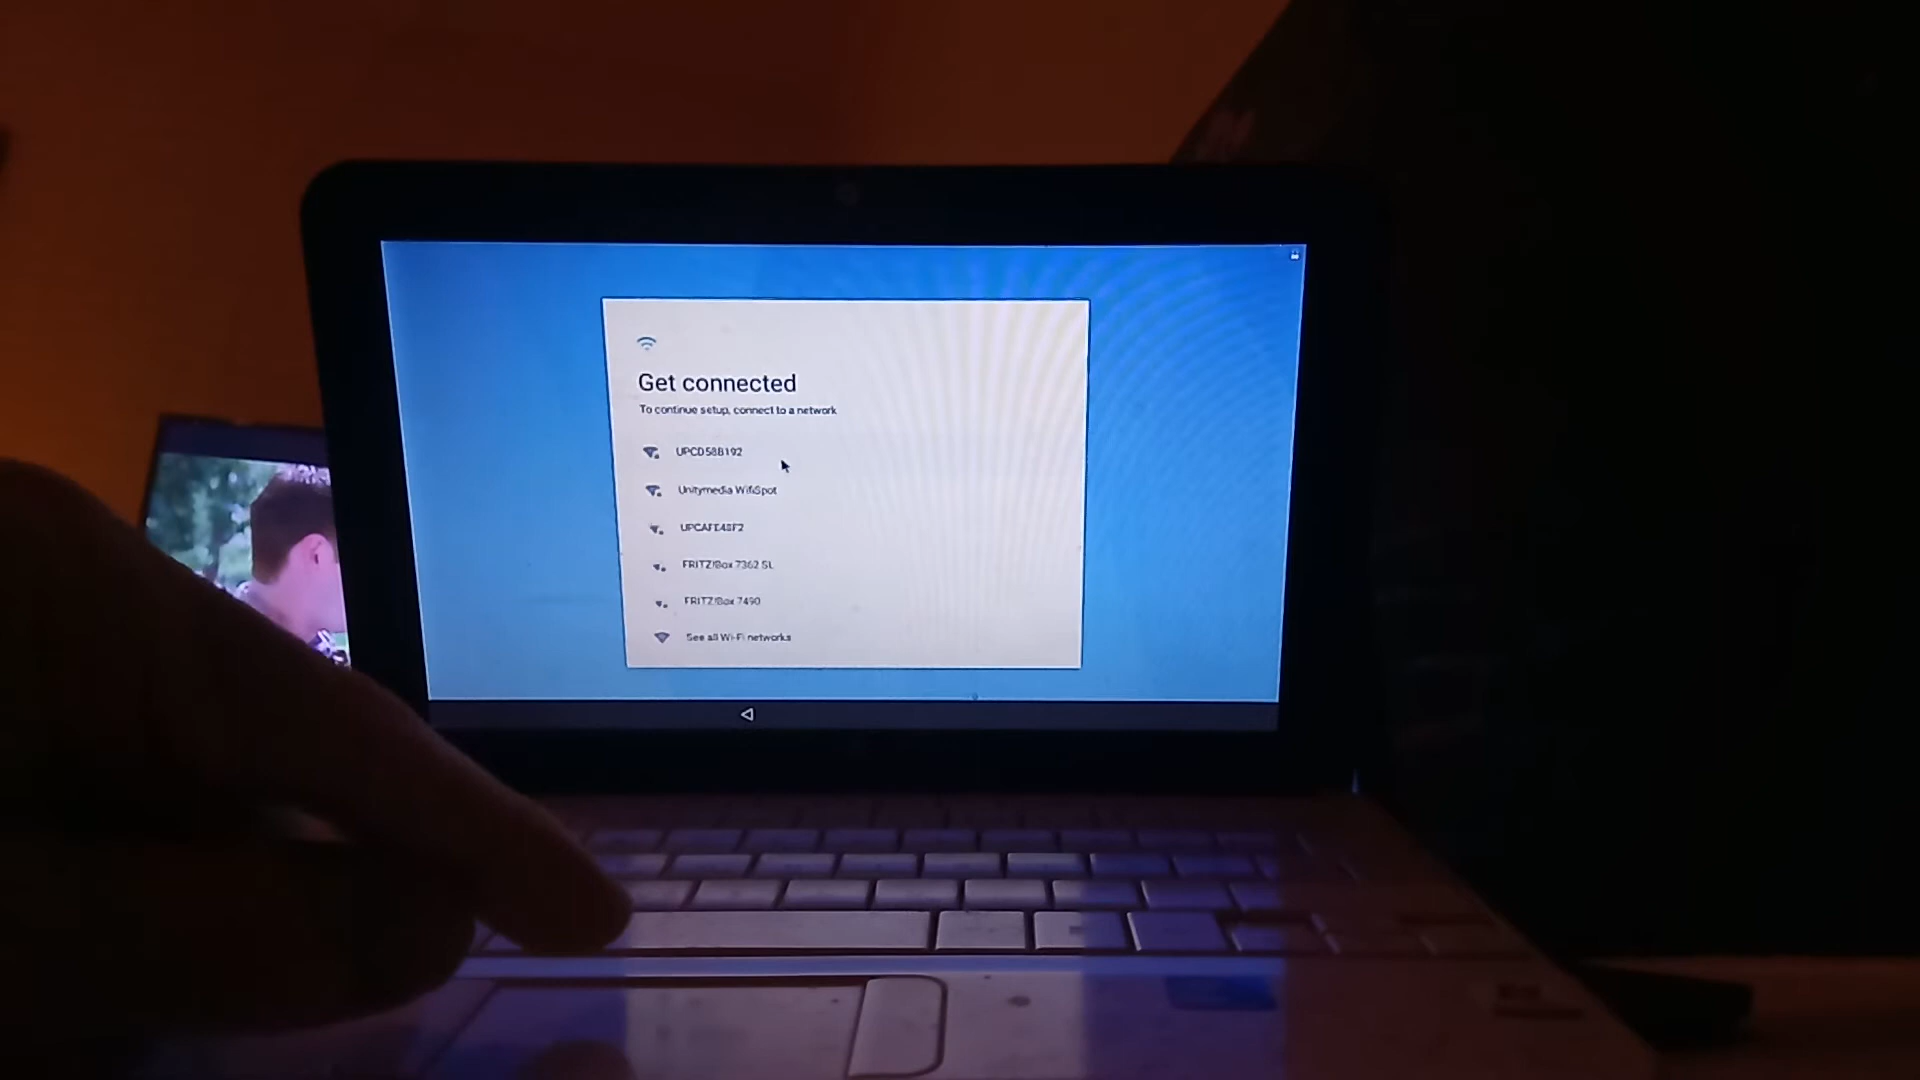 Get connected
To continue setup, connect to a network
UPCD58B192
Unitymedia WifiSpot
UPCAFE48F2
FRITZ!Box 7362 SL
FRITZ!Box 7490
See all Wi-Fi networks